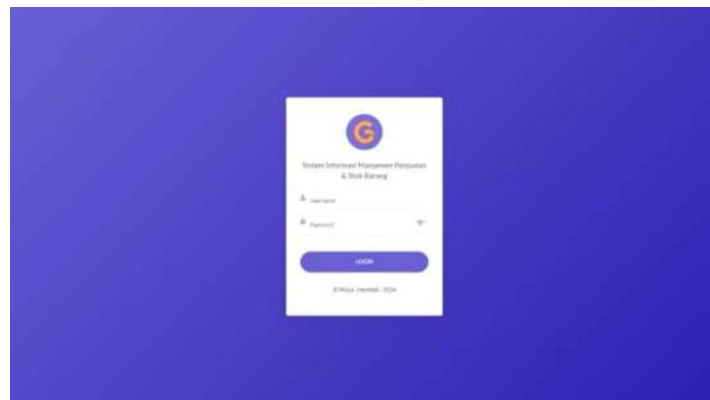 G
Sistem Informasi Manajemen Penjualan
& Stok Barang
Username
Password
LOGIN